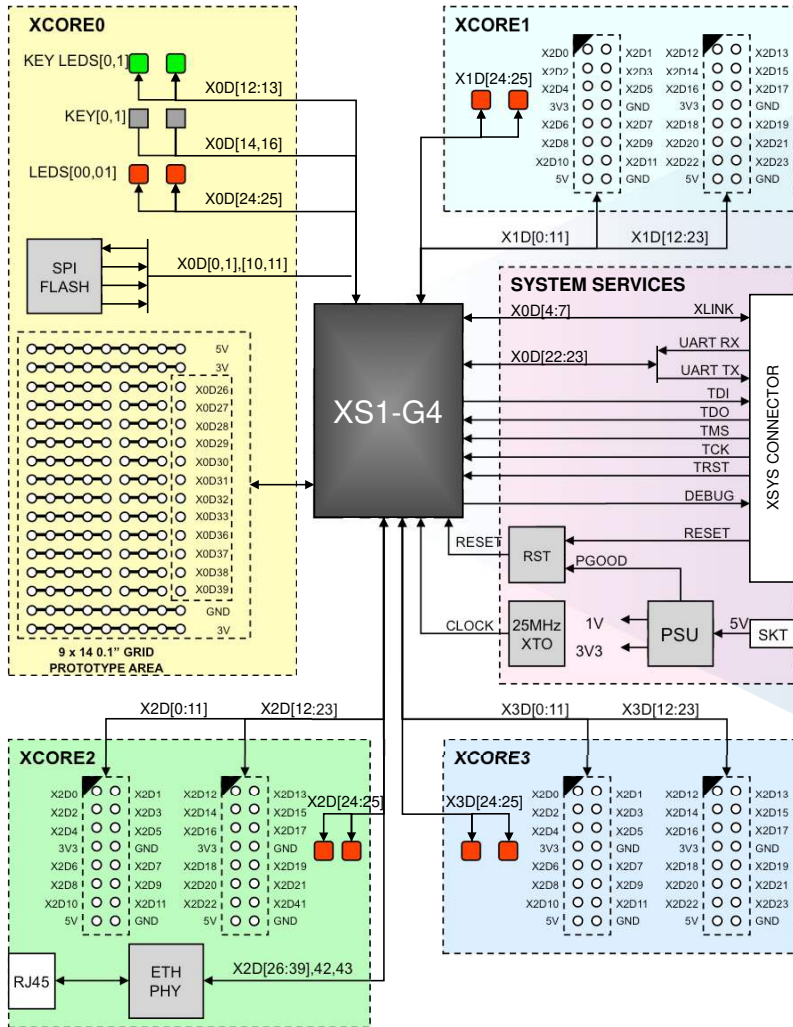 XCORE0
KEY LEDS[0,1]
X0D[12:13]
KEY[0,1]
X0D[14,16]
LEDS[00,01]
X0D[24:25]
SPI
FLASH
X0D[0,1],[10,11]
5V
3V
X0D26
X0D27
X0D28
X0D29
X0D30
X0D31
X0D32
X0D33
X0D36
X0D37
X0D38
X0D39
GND
3V
9 x 14 0.1" GRID
PROTOTYPE AREA
XCORE1
X1D[24:25]
X2D0 X2D1 X2D12 X2D13
X2D2 X2D3 X2D14 X2D15
X2D4 X2D5 X2D16 X2D17
3V3 GND 3V3 GND
X2D6 X2D7 X2D18 X2D19
X2D8 X2D9 X2D20 X2D21
X2D10 X2D11 X2D22 X2D23
5V GND 5V GND
X1D[0:11] X1D[12:23]
XS1-G4
SYSTEM SERVICES
X0D[4:7] XLINK
UART RX
X0D[22:23]
UART TX
TDI
TDO
TMS
TCK
TRST
DEBUG
RESET
XSYS CONNECTOR
RESET
RST
PGOOD
CLOCK
25MHz
XTO
1V
3V3
PSU
5V
SKT
X2D[0:11] X2D[12:23]
XCORE2
X2D0 X2D1 X2D12 X2D13
X2D2 X2D3 X2D14 X2D15
X2D4 X2D5 X2D16 X2D17
3V3 GND 3V3 GND
X2D6 X2D7 X2D18 X2D19
X2D8 X2D9 X2D20 X2D21
X2D10 X2D11 X2D22 X2D41
5V GND 5V GND
X2D[24:25]
RJ45
ETH
PHY
X2D[26:39],42,43
X3D[0:11] X3D[12:23]
XCORE3
X3D[24:25]
X2D0 X2D1 X2D12 X2D13
X2D2 X2D3 X2D14 X2D15
X2D4 X2D5 X2D16 X2D17
3V3 GND 3V3 GND
X2D6 X2D7 X2D18 X2D19
X2D8 X2D9 X2D20 X2D21
X2D10 X2D11 X2D22 X2D23
5V GND 5V GND